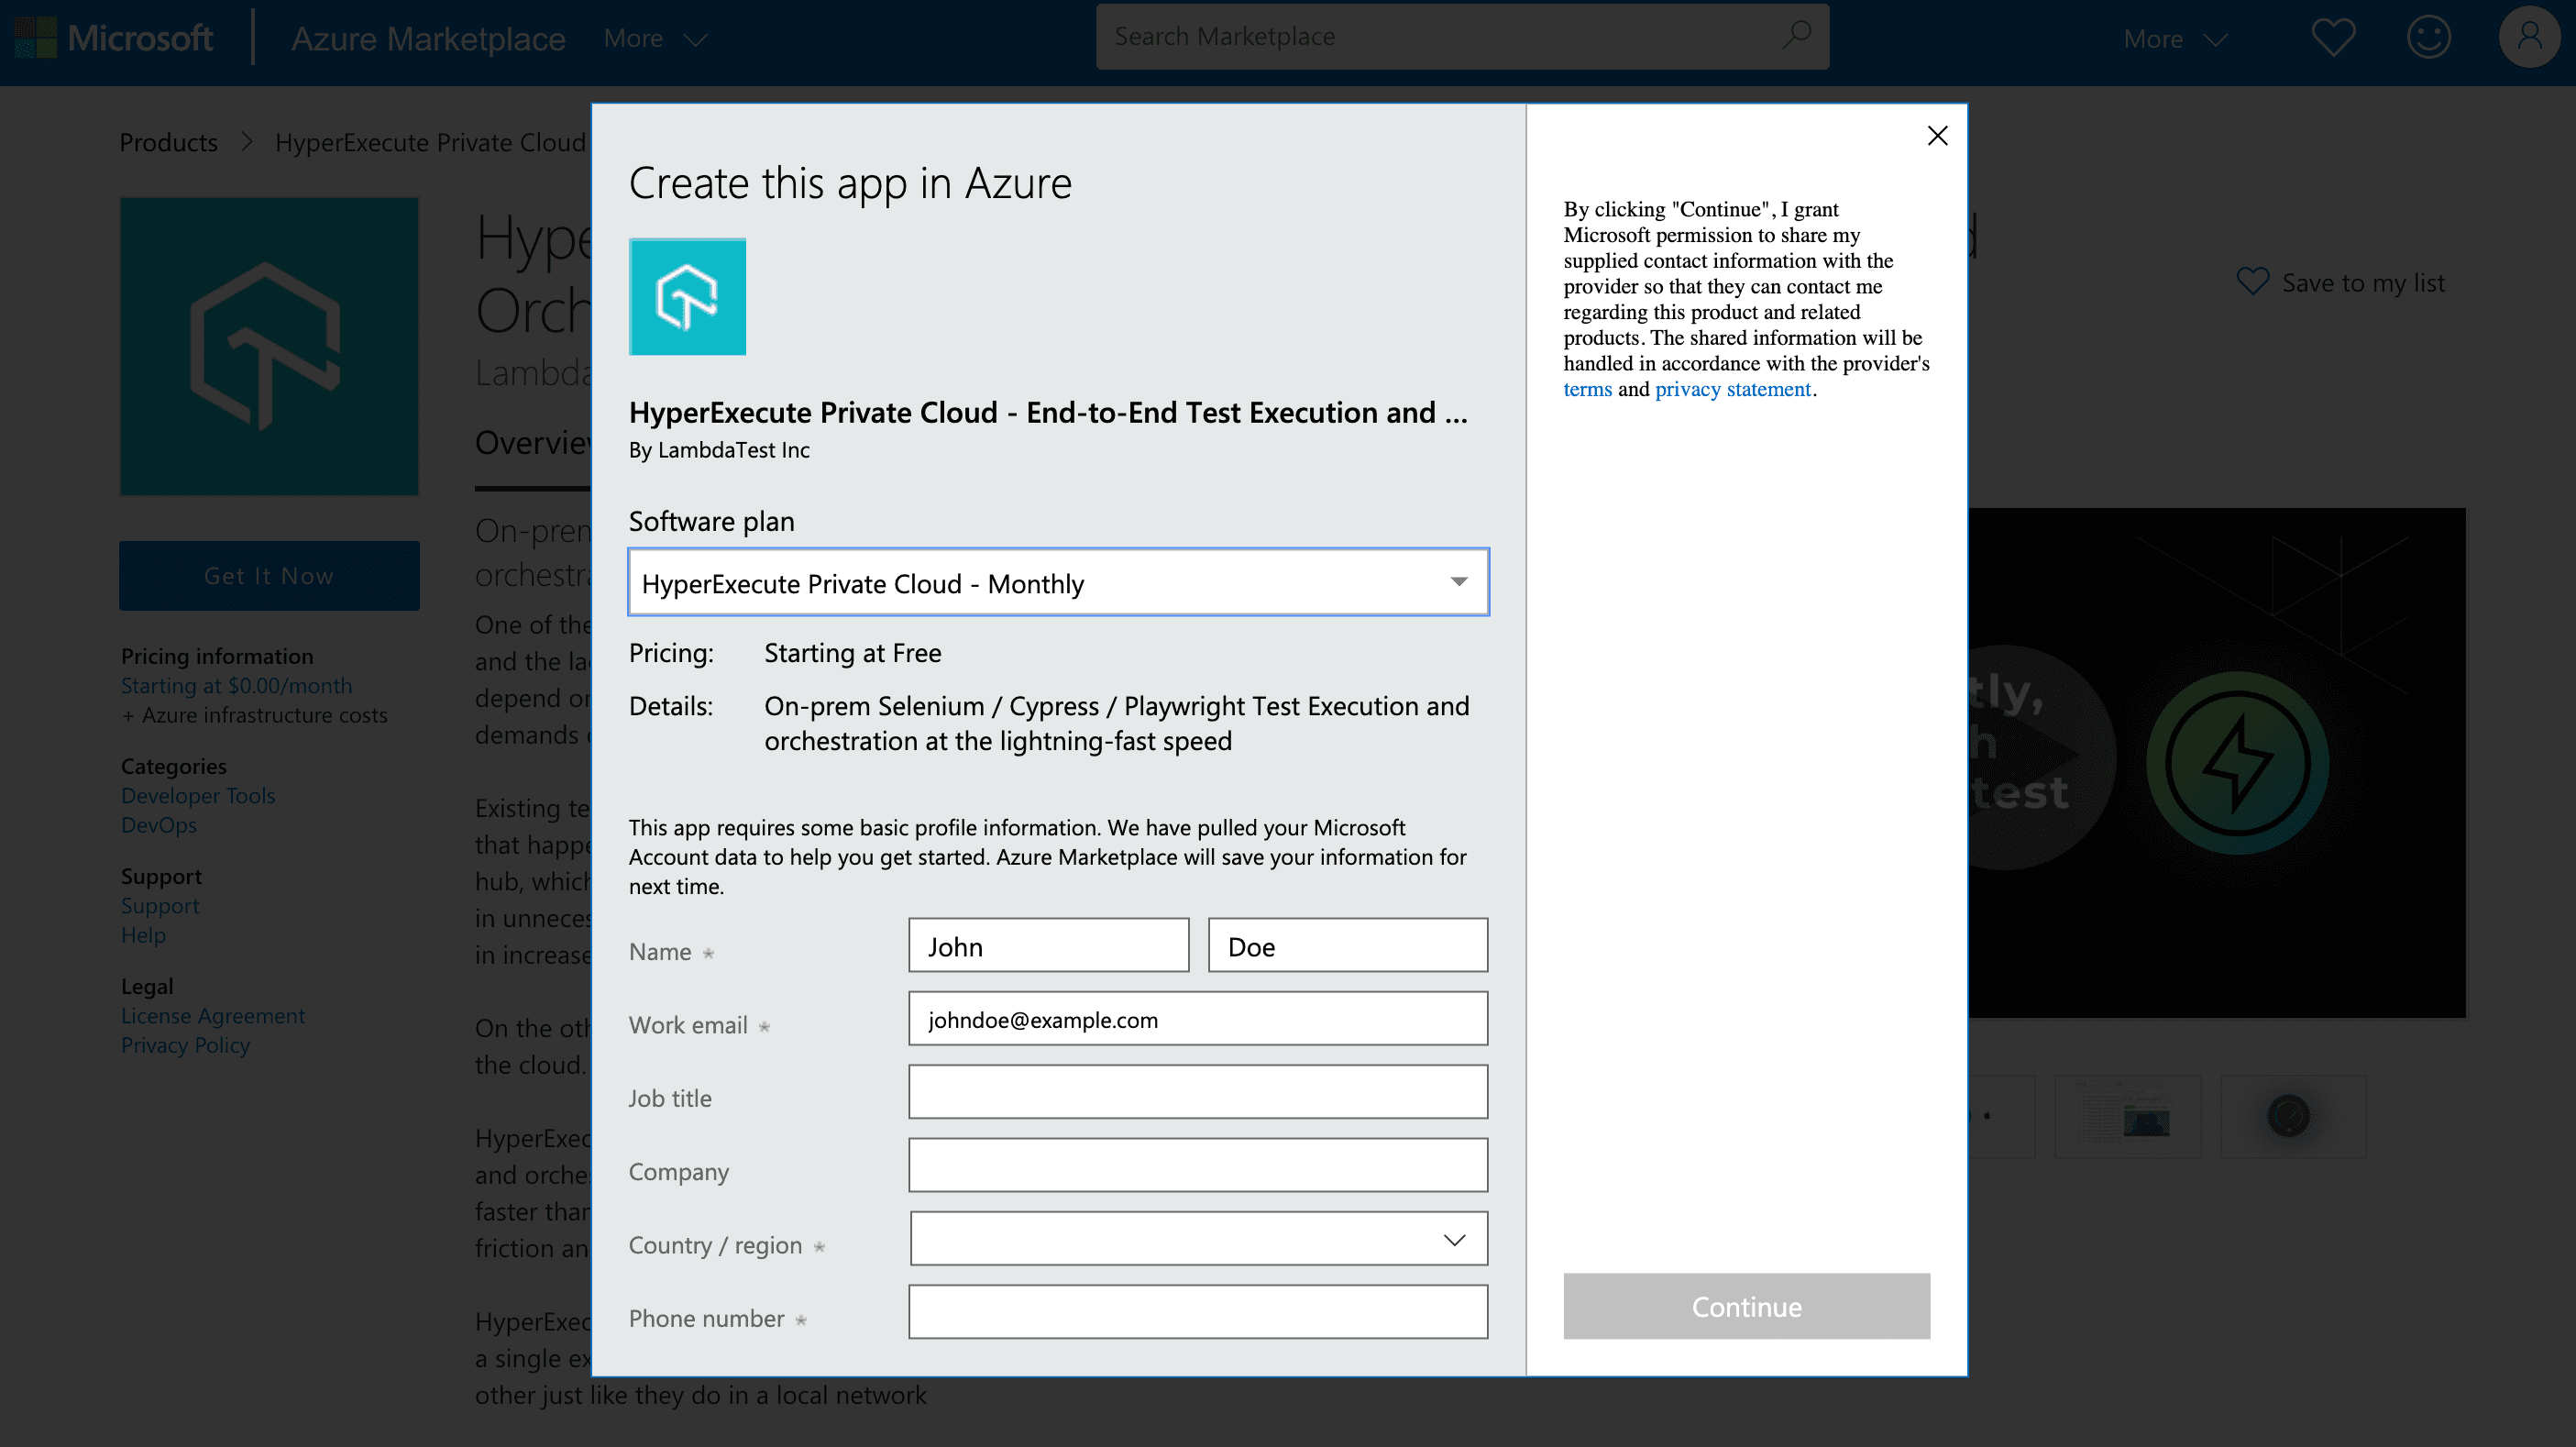 Microsoft
Azure Marketplace
More
Search Marketplace
More
Products > HyperExecute Private Cloud
Orch
Save to my list
Overview
Get It Now
Pricing information
Starting at $0.00/month
+ Azure infrastructure costs
Categories
Developer Tools
DevOps
Support
Support
Help
Legal
License Agreement
Privacy Policy
On-prem
One of the
and the la
depend on
demands
Existing te
that happe
hub, which
in unneces
in increase
On the oth
the cloud.
HyperExec
and orches
faster than
friction an
HyperExec
a single ex
other just like they do in a local network
tly,
h
test
Create this app in Azure
HyperExecute Private Cloud - End-to-End Test Execution and ...
By LambdaTest Inc
Software plan
HyperExecute Private Cloud - Monthly
Pricing: Starting at Free
Details: On-prem Selenium / Cypress / Playwright Test Execution and
orchestration at the lightning-fast speed
This app requires some basic profile information. We have pulled your Microsoft
Account data to help you get started. Azure Marketplace will save your information for
next time.
Name * John Doe
Work email * johndoe@example.com
Job title
Company
Country / region *
Phone number *
By clicking "Continue", I grant
Microsoft permission to share my
supplied contact information with the
provider so that they can contact me
regarding this product and related
products. The shared information will be
handled in accordance with the provider's
terms and privacy statement.
Continue